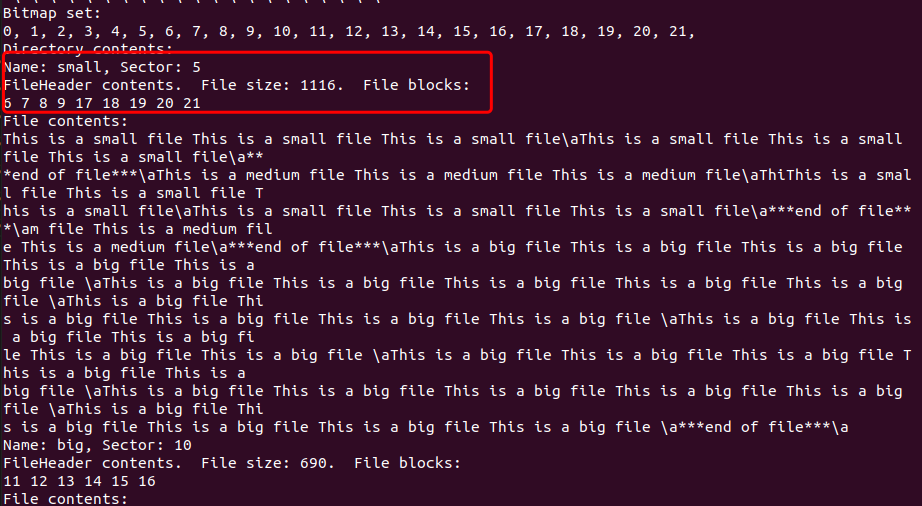 Bitmap set:
0, 1, 2, 3, 4, 5, 6, 7, 8, 9, 10, 11, 12, 13, 14, 15, 16, 17, 18, 19, 20, 21,
Directory contents:
Name: small, Sector: 5
FileHeader contents.  File size: 1116.  File blocks:
6 7 8 9 17 18 19 20 21
File contents:
This is a small file This is a small file This is a small file\aThis is a small file This is a small
file This is a small file\a**
*end of file***\aThis is a medium file This is a medium file This is a medium file\aThiThis is a smal
l file This is a small file T
his is a small file\aThis is a small file This is a small file This is a small file\a***end of file**
*\am file This is a medium fil
e This is a medium file\a***end of file***\aThis is a big file This is a big file This is a big file
This is a big file This is a
big file \aThis is a big file This is a big file This is a big file This is a big file This is a big
file \aThis is a big file Thi
s is a big file This is a big file This is a big file This is a big file \aThis is a big file This is
 a big file This is a big fi
le This is a big file This is a big file \aThis is a big file This is a big file This is a big file T
his is a big file This is a
big file \aThis is a big file This is a big file This is a big file This is a big file This is a big
file \aThis is a big file Thi
s is a big file This is a big file This is a big file This is a big file \a***end of file***\a
Name: big, Sector: 10
FileHeader contents.  File size: 690.  File blocks:
11 12 13 14 15 16
File contents: